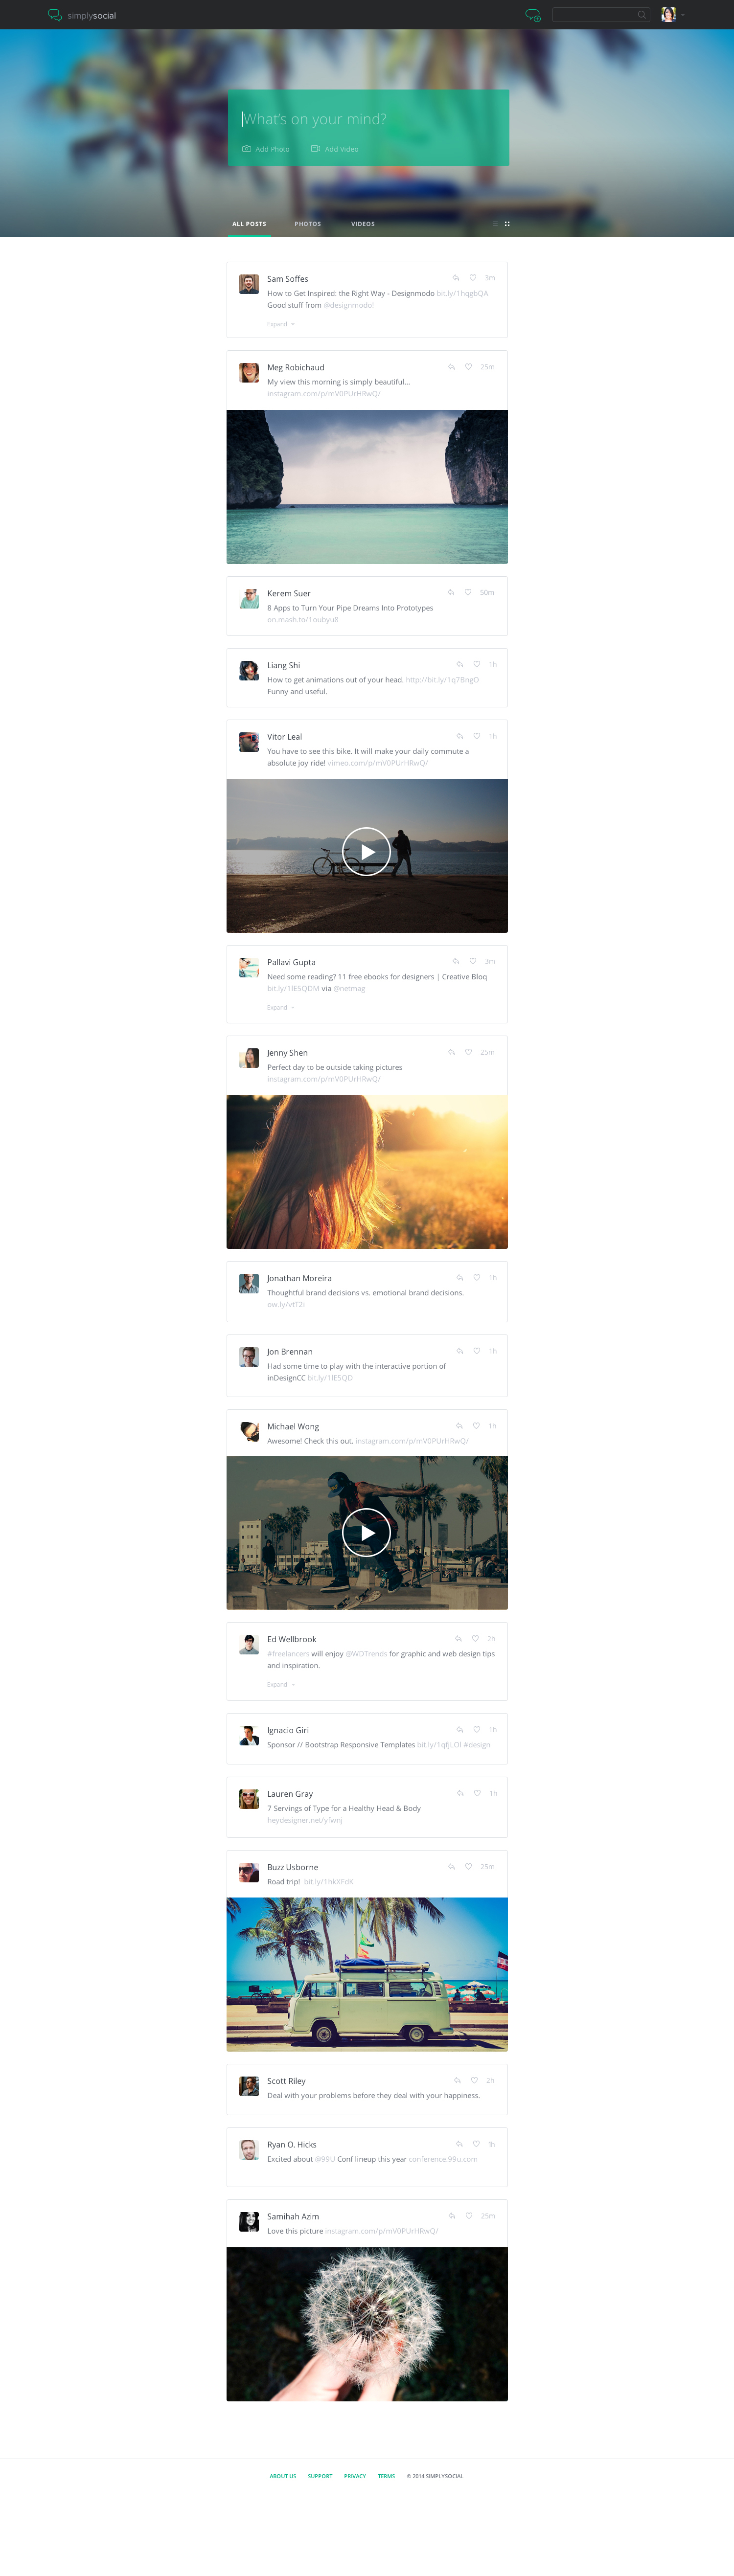 simplysocial
What's on your mind?
Add Photo
Add Video
ALL POSTS
PHOTOS
VIDEOS
Sam Soffes
3m
How to Get Inspired: the Right Way - Designmodo bit.ly/1hqgbQA
Good stuff from @designmodo!
Expand
Meg Robichaud
25m
My view this morning is simply beautiful...
instagram.com/p/mV0PUrHRwQ/
Kerem Suer
50m
8 Apps to Turn Your Pipe Dreams Into Prototypes
on.mash.to/1oubyu8
Liang Shi
1h
How to get animations out of your head. http://bit.ly/1q7BngO
Funny and useful.
Vitor Leal
1h
You have to see this bike. It will make your daily commute a
absolute joy ride! vimeo.com/p/mV0PUrHRwQ/
Pallavi Gupta
3m
Need some reading? 11 free ebooks for designers | Creative Bloq
bit.ly/1lESQDM via @netmag
Expand
Jenny Shen
25m
Perfect day to be outside taking pictures
instagram.com/p/mV0PUrHRwQ/
Jonathan Moreira
1h
Thoughtful brand decisions vs. emotional brand decisions.
ow.ly/vtT2i
Jon Brennan
1h
Had some time to play with the interactive portion of
inDesignCC bit.ly/1lESQD
Michael Wong
1h
Awesome! Check this out. instagram.com/p/mV0PUrHRwQ/
Ed Wellbrook
2h
#freelancers will enjoy @WDTrends for graphic and web design tips
and inspiration.
Expand
Ignacio Giri
1h
Sponsor // Bootstrap Responsive Templates bit.ly/1qfjLOl #design
Lauren Gray
1h
7 Servings of Type for a Healthy Head & Body
heydesigner.net/yfwnj
Buzz Usborne
25m
Road trip! bit.ly/1hkXFdK
Scott Riley
2h
Deal with your problems before they deal with your happiness.
Ryan O. Hicks
1h
Excited about @99U Conf lineup this year conference.99u.com
Samihah Azim
25m
Love this picture instagram.com/p/mV0PUrHRwQ/
ABOUT US
SUPPORT
PRIVACY
TERMS
© 2014 SIMPLYSOCIAL